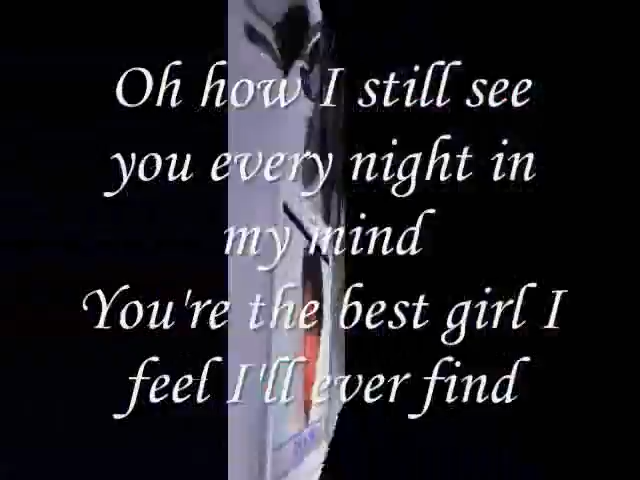 Oh how I still see
you every night in
my mind
You're the best girl I
feel I'll ever find